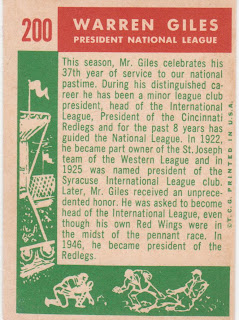 200
WARREN GILES
PRESIDENT NATIONAL LEAGUE
This season, Mr. Giles celebrates his
37th year of service to our national
pastime. During his distinguished ca-
reer he has been a minor league club
president, head of the International
League, President of the Cincinnati
Redlegs and for the past 8 years has
guided the National League. In 1922,
he became part owner of the St. Joseph
team of the Western League and in
1925 was named president of the
Syracuse International League club.
Later, Mr. Giles received an unprece-
dented honor. He was asked to become
head of the International League, even
though his own Red Wings were in
the midst of the pennant race. In
1946, he became president of the
Redlegs.
©T.C.G. PRINTED IN U.S.A.